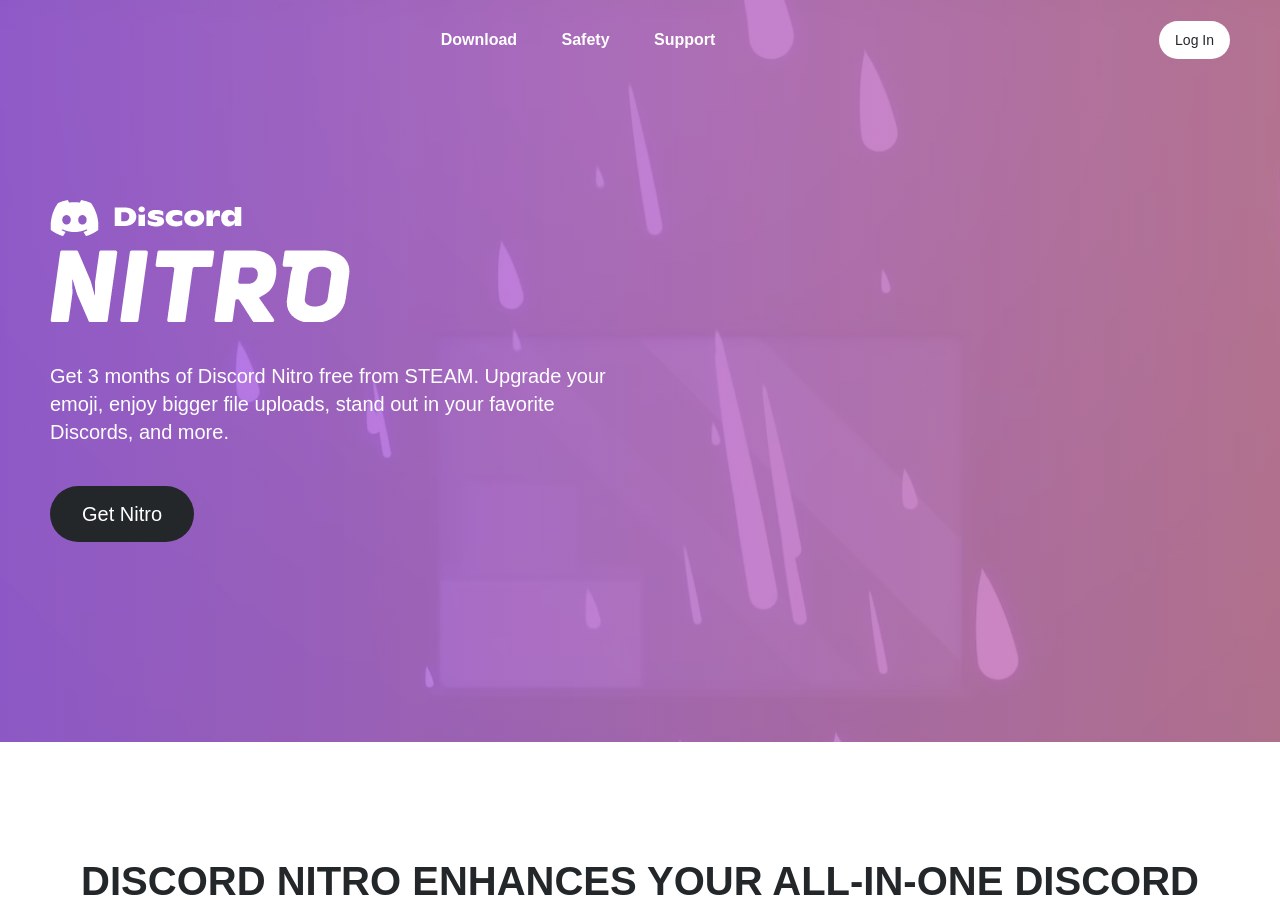 Download Safety Support Log In
Discord
NITRO
Get 3 months of Discord Nitro free from STEAM. Upgrade your
emoji, enjoy bigger file uploads, stand out in your favorite
Discords, and more.
Get Nitro
DISCORD NITRO ENHANCES YOUR ALL-IN-ONE DISCORD